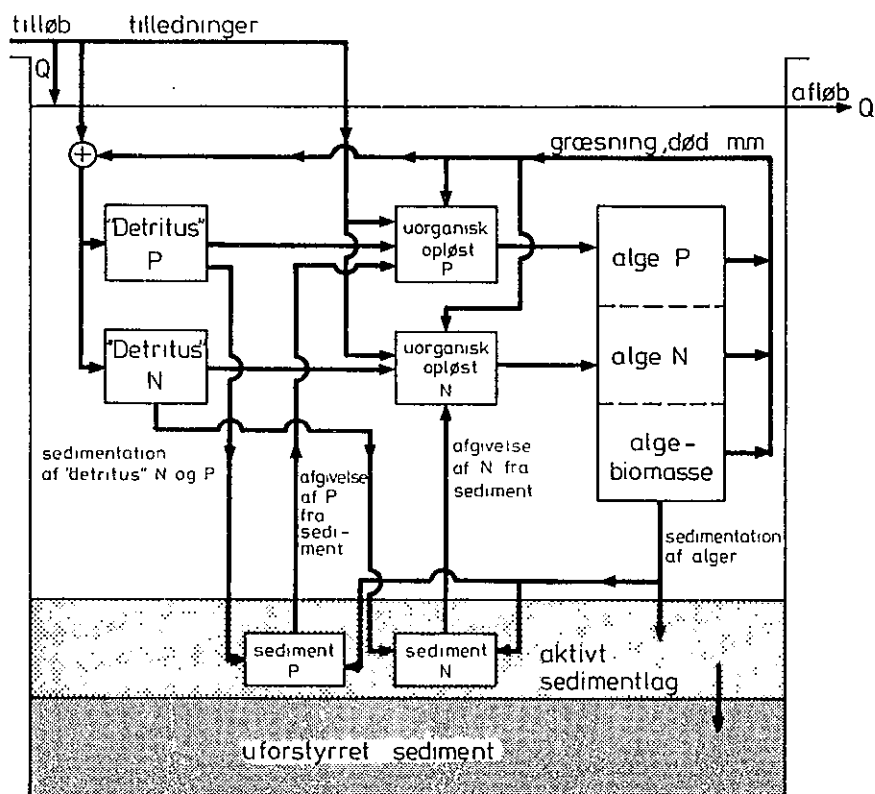 tilløb tilledninger
Q
afløb
Q
græsning, død mm
"Detritus"
P
uorganisk
opløst
P
alge P
"Detritus"
N
uorganisk
opløst
N
alge N
alge-
biomasse
sedimentation
af "detritus" N og P
afgivelse
af P
fra
sedi-
ment
afgivelse
af N fra
sediment
sedimentation
af alger
sediment
P
sediment
N
aktivt
sedimentlag
uforstyrret sediment